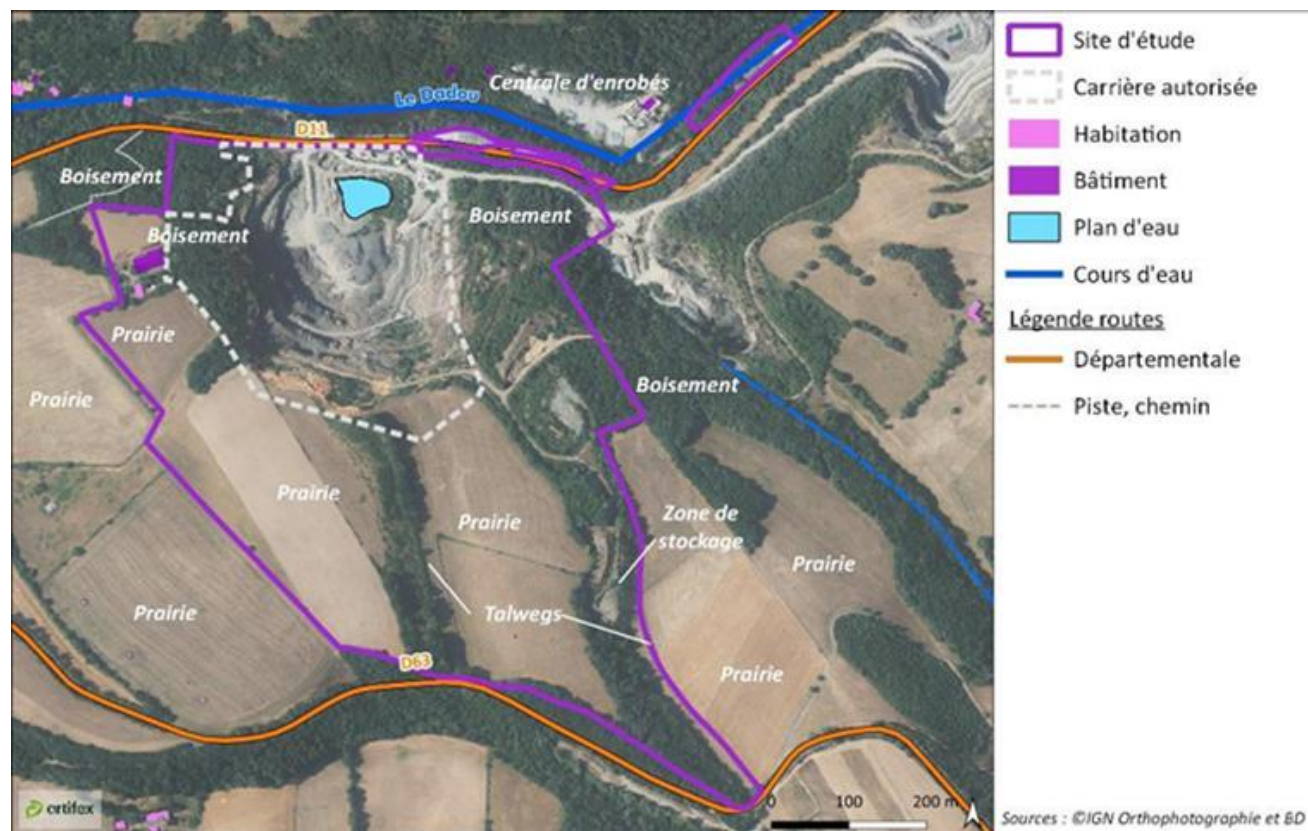 Centrale d'enrobés
Le Dadou
D11
Boisement
Boisement
Boisement
Prairie
Prairie
Boisement
Prairie
Prairie
Zone de
stockage
Prairie
Prairie
Talwegs
D63
Prairie
artifex
0 100 200 m
Site d'étude
Carrière autorisée
Habitation
Bâtiment
Plan d'eau
Cours d'eau
Légende routes
Départementale
Piste, chemin
Sources : ©IGN Orthophotographie et BD